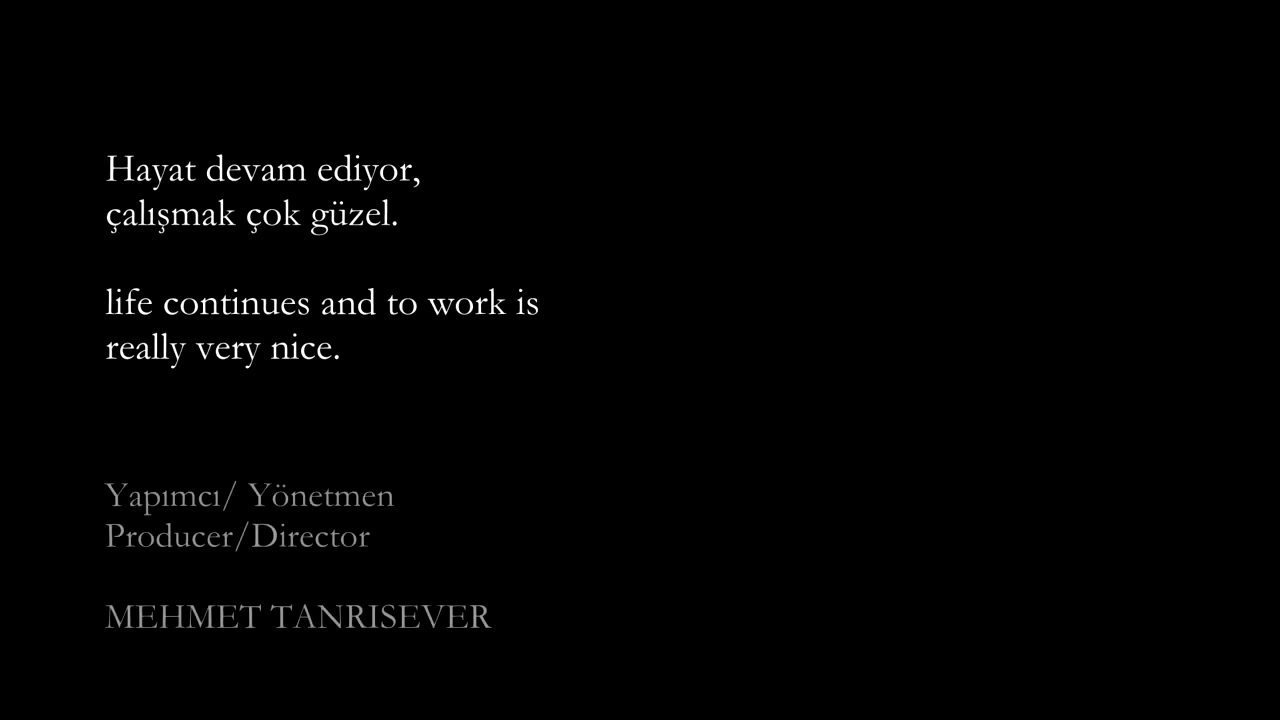 Hayat devam ediyor,
çalışmak çok güzel.
life continues and to work is
really very nice.
Yapımcı/ Yönetmen
Producer/Director
MEHMET TANRISEVER